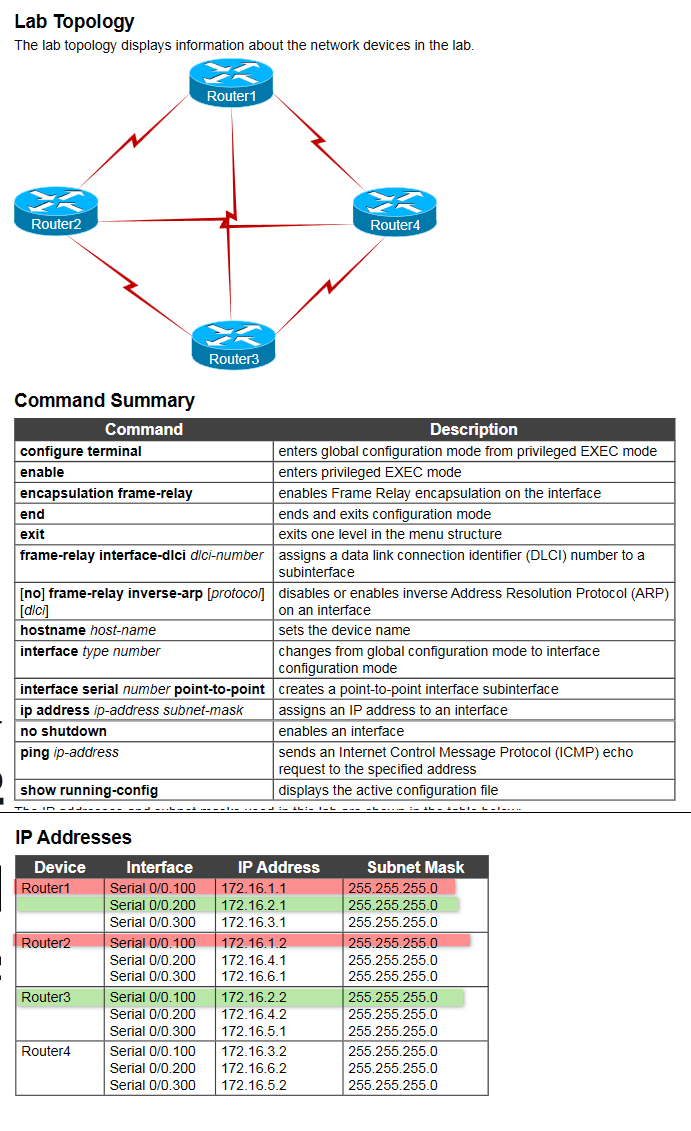 Lab Topology
The lab topology displays information about the network devices in the lab.
Router1
Router2
Router4
Router3
Command Summary
Command Description
configure terminal enters global configuration mode from privileged EXEC mode
enable enters privileged EXEC mode
encapsulation frame-relay enables Frame Relay encapsulation on the interface
end ends and exits configuration mode
exit exits one level in the menu structure
frame-relay interface-dlci dlci-number assigns a data link connection identifier (DLCI) number to a
subinterface
[no] frame-relay inverse-arp [protocol] disables or enables inverse Address Resolution Protocol (ARP)
[dlci] on an interface
hostname host-name sets the device name
interface type number changes from global configuration mode to interface
configuration mode
interface serial number point-to-point creates a point-to-point interface subinterface
ip address ip-address subnet-mask assigns an IP address to an interface
no shutdown enables an interface
ping ip-address sends an Internet Control Message Protocol (ICMP) echo
request to the specified address
show running-config displays the active configuration file
IP Addresses
Device Interface IP Address Subnet Mask
Router1 Serial 0/0.100 172.16.1.1 255.255.255.0
Serial 0/0.200 172.16.2.1 255.255.255.0
Serial 0/0.300 172.16.3.1 255.255.255.0
Router2 Serial 0/0.100 172.16.1.2 255.255.255.0
Serial 0/0.200 172.16.4.1 255.255.255.0
Serial 0/0.300 172.16.6.1 255.255.255.0
Router3 Serial 0/0.100 172.16.2.2 255.255.255.0
Serial 0/0.200 172.16.4.2 255.255.255.0
Serial 0/0.300 172.16.5.1 255.255.255.0
Router4 Serial 0/0.100 172.16.3.2 255.255.255.0
Serial 0/0.200 172.16.6.2 255.255.255.0
Serial 0/0.300 172.16.5.2 255.255.255.0